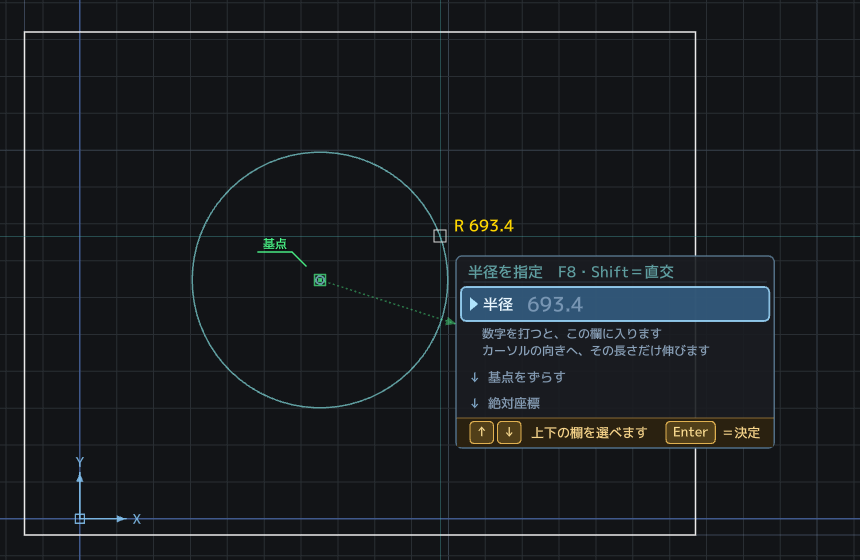 基点
R 693.4
半径を指定 F8・Shift＝直交
半径 693.4
数字を打つと、この欄に入ります
カーソルの向きへ、その長さだけ伸びます
↓ 基点をずらす
↓ 絶対座標
↑ ↓ 上下の欄を選べます Enter ＝決定
Y
X